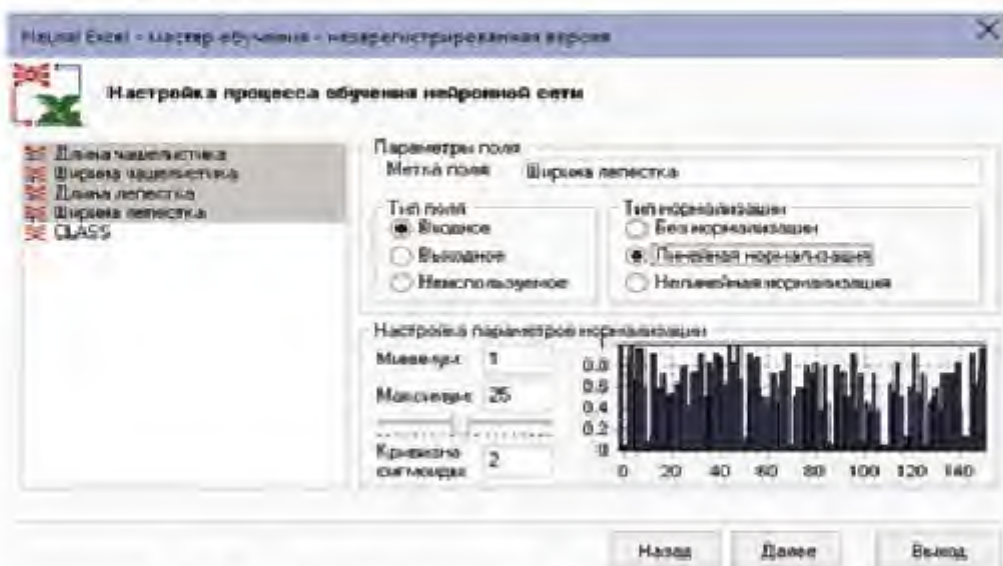 Neural Excel - мастер обучения - незарегистрированная версия
Настройка процесса обучения нейронной сети
Длина чашелистика
Ширина чашелистика
Длина лепестка
Ширина лепестка
CLASS
Параметры поля
Метка поля Ширина лепестка
Тип поля
Входное
Выходное
Неиспользуемое
Тип нормализации
Без нормализации
Линейная нормализация
Нелинейная нормализация
Настройка параметров нормализации
Минимум 1
Максимум 25
Кривизна сигмоиды 2
1
0.8
0.6
0.4
0.2
0
0 20 40 60 80 100 120 140
Назад Далее Выход